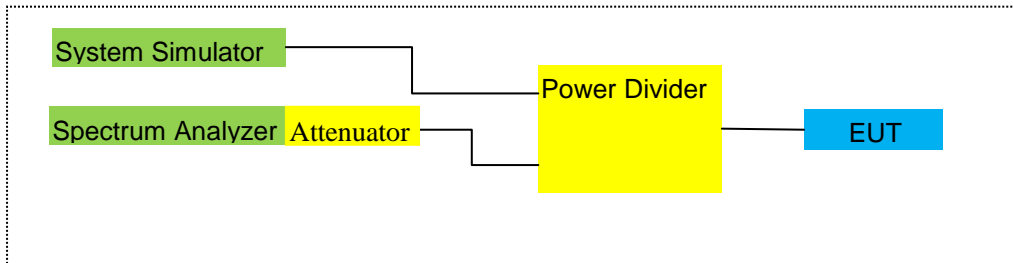 System Simulator
Power Divider
Spectrum Analyzer Attenuator
EUT